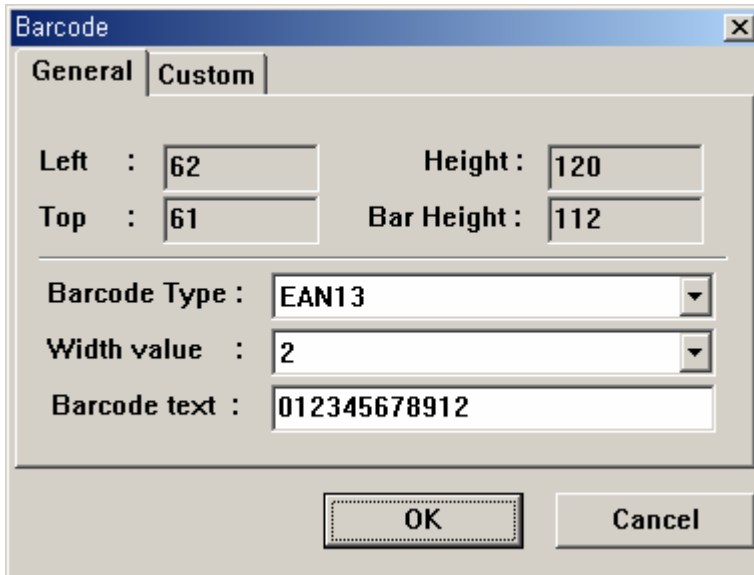 Barcode
General Custom
Left : 62 Height : 120
Top : 61 Bar Height : 112
Barcode Type : EAN13
Width value : 2
Barcode text : 012345678912
OK Cancel